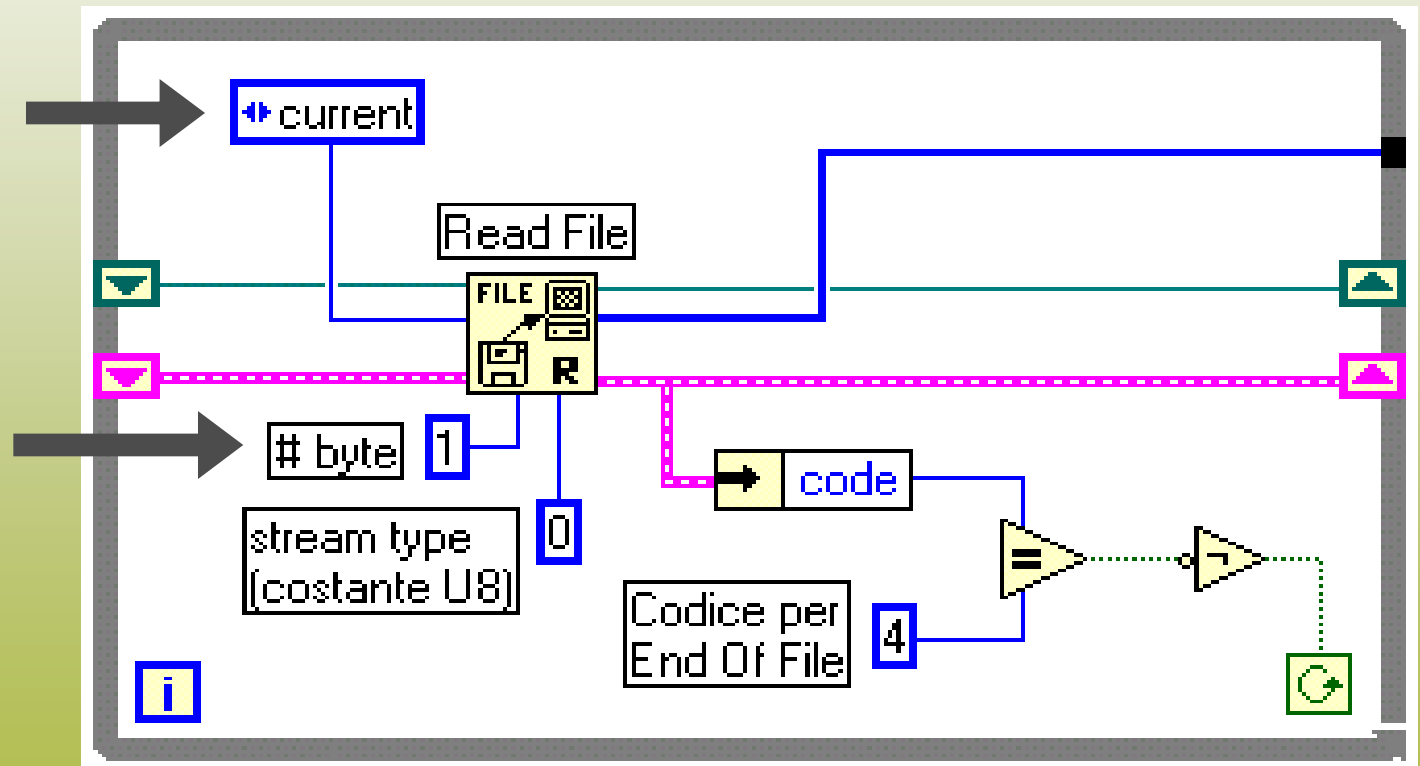 current
Read File
FILE
R
# byte
1
stream type
(costante U8)
0
code
=
Codice per
End Of File
4
¬
i